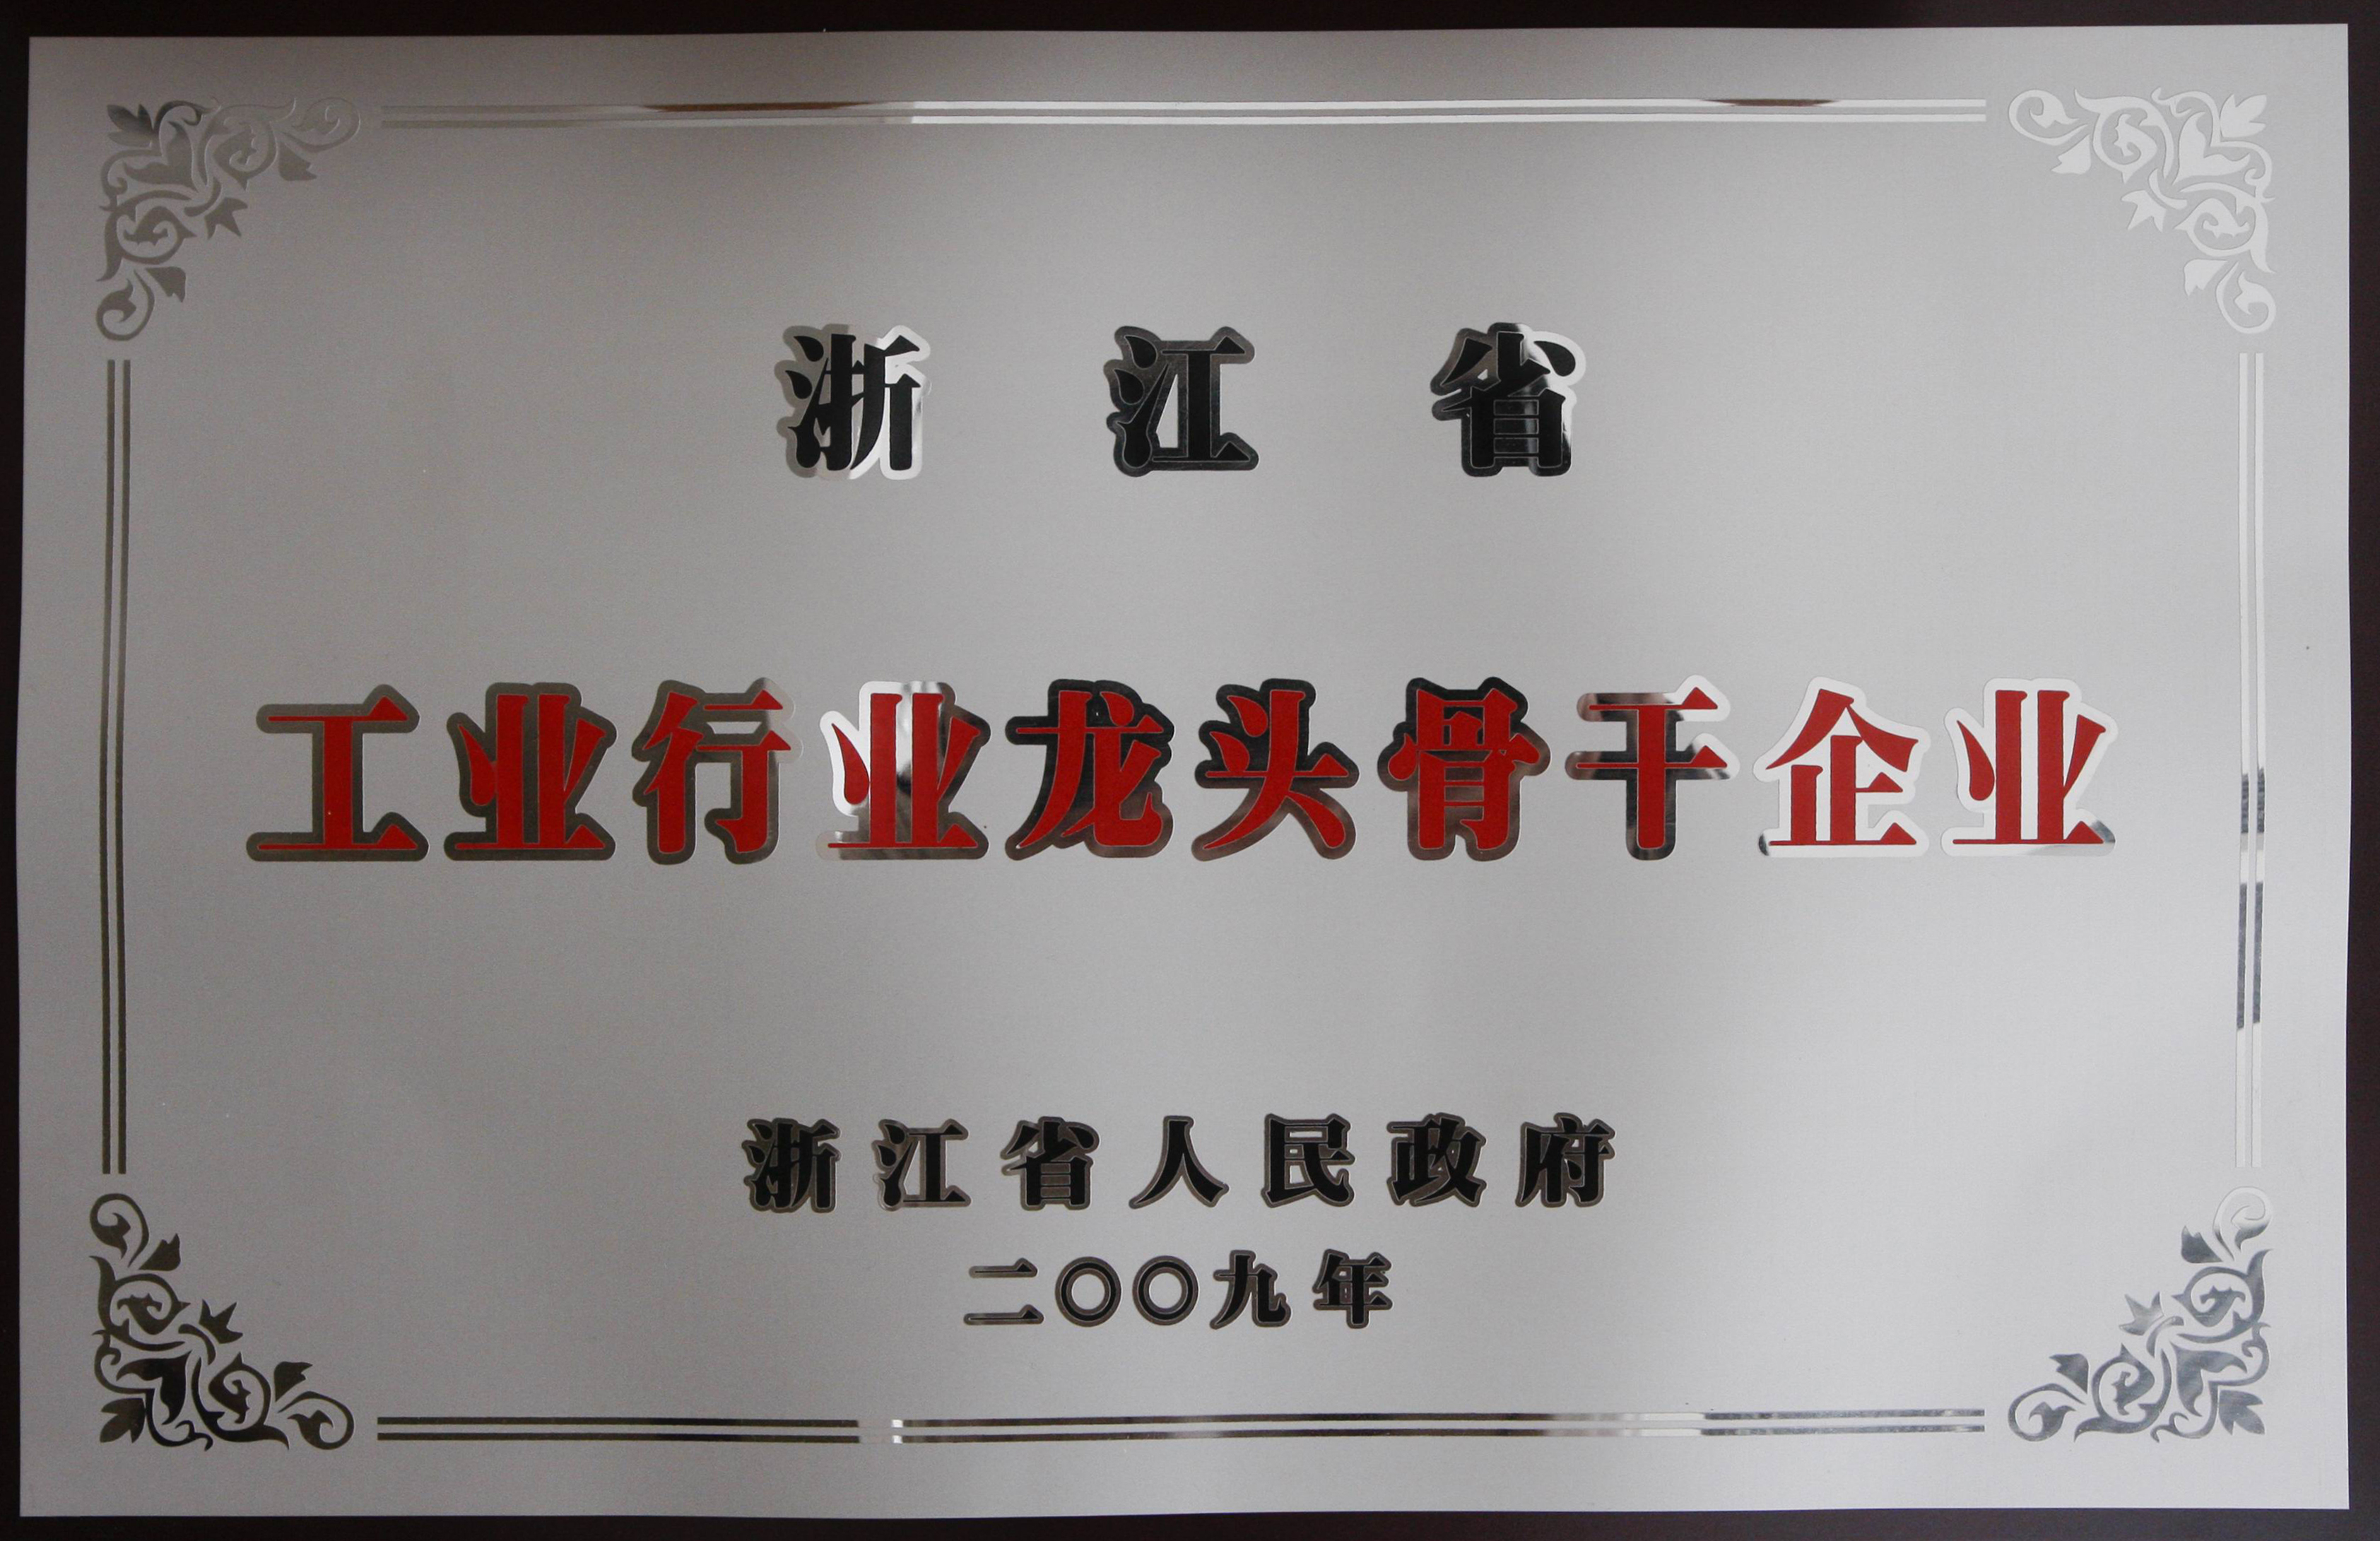 浙江省
工业行业龙头骨干企业
浙江省人民政府
二〇〇九年